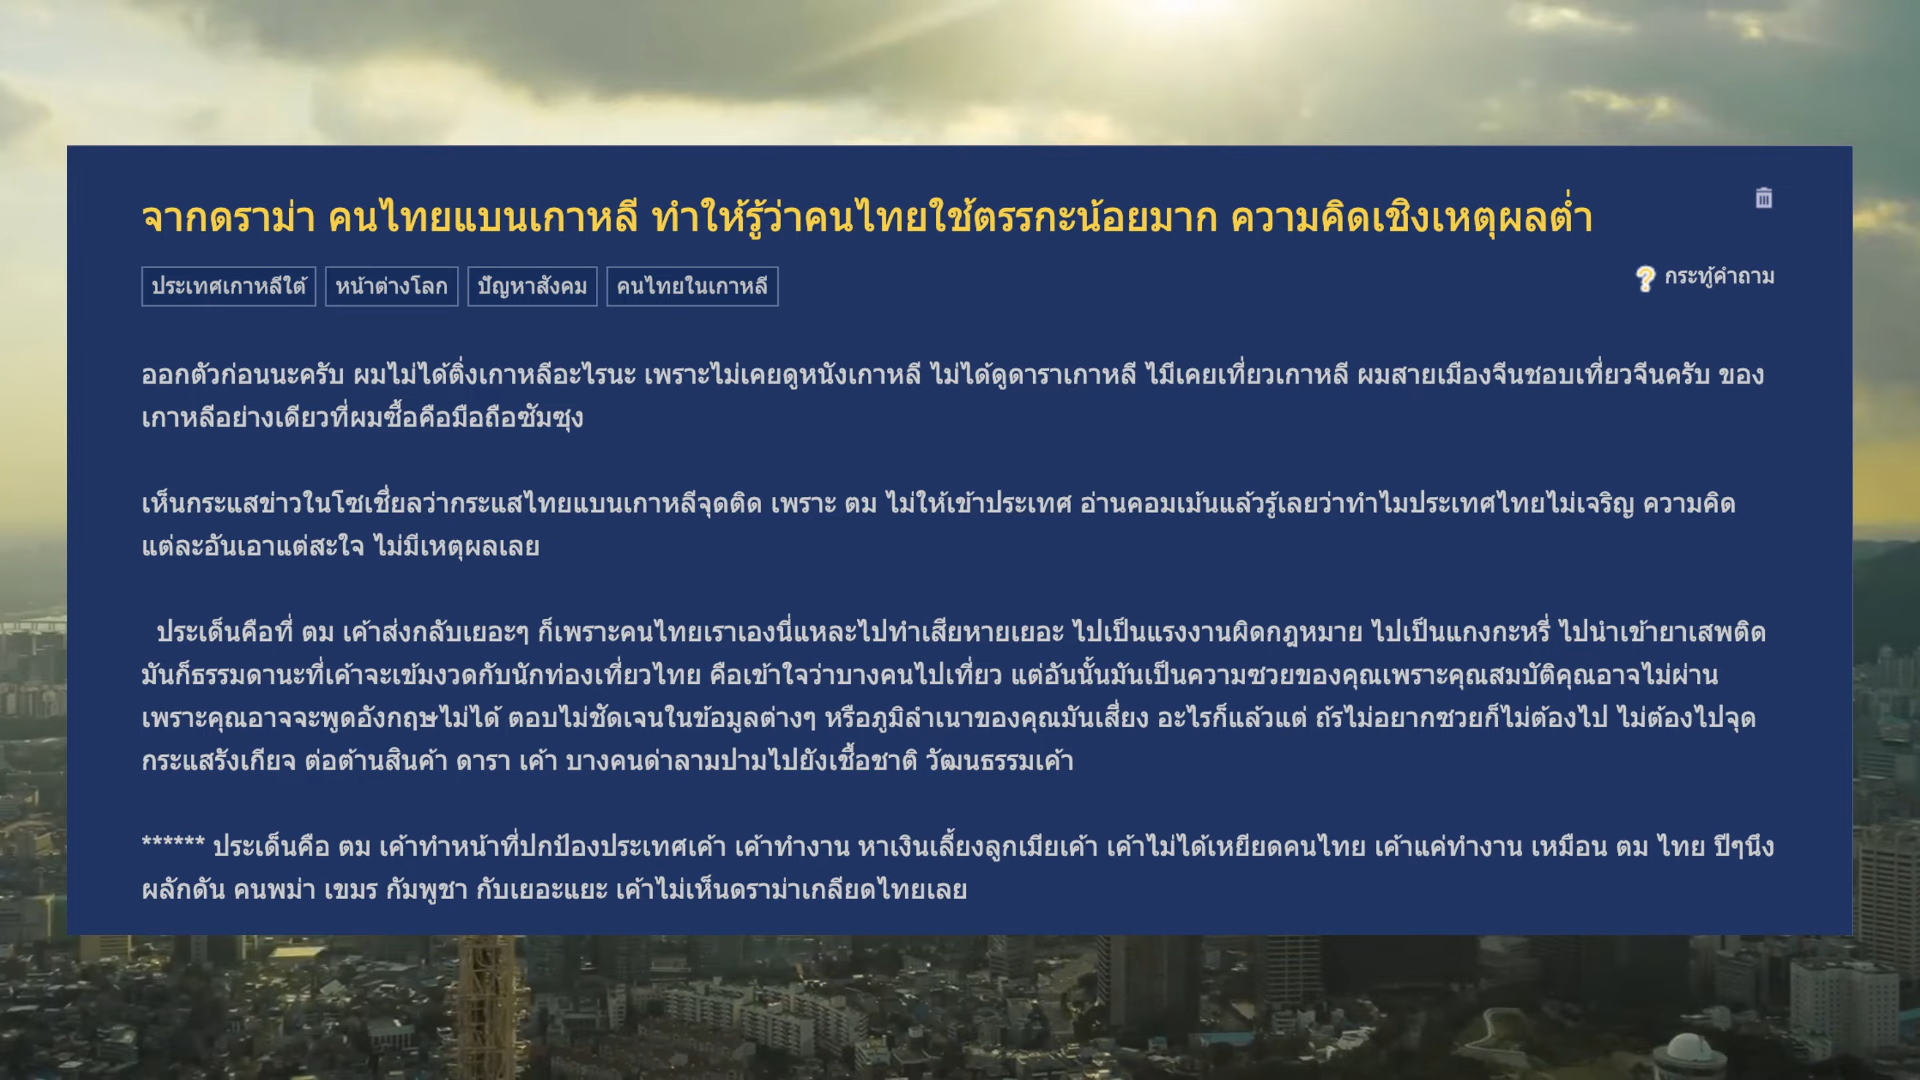 จากดราม่า คนไทยแบนเกาหลี ทำให้รู้ว่าคนไทยใช้ตรรกะน้อยมาก ความคิดเชิงเหตุผลต่ำ
ประเทศเกาหลีใต้ หน้าต่างโลก ปัญหาสังคม คนไทยในเกาหลี
กระทู้คำถาม
ออกตัวก่อนนะครับ ผมไม่ได้ติ่งเกาหลีอะไรนะ เพราะไม่เคยดูหนังเกาหลี ไม่ได้ดูดาราเกาหลี ไมีเคยเที่ยวเกาหลี ผมสายเมืองจีนชอบเที่ยวจีนครับ ของ
เกาหลีอย่างเดียวที่ผมซื้อคือมือถือซัมซุง
เห็นกระแสข่าวในโซเชี่ยลว่ากระแสไทยแบนเกาหลีจุดติด เพราะ ตม ไม่ให้เข้าประเทศ อ่านคอมเม้นแล้วรู้เลยว่าทำไมประเทศไทยไม่เจริญ ความคิด
แต่ละอันเอาแต่สะใจ ไม่มีเหตุผลเลย
ประเด็นคือที่ ตม เค้าส่งกลับเยอะๆ ก็เพราะคนไทยเราเองนี่แหละไปทำเสียหายเยอะ ไปเป็นแรงงานผิดกฎหมาย ไปเป็นแกงกะหรี่ ไปนำเข้ายาเสพติด
มันก็ธรรมดานะที่เค้าจะเข้มงวดกับนักท่องเที่ยวไทย คือเข้าใจว่าบางคนไปเที่ยว แต่อันนั้นมันเป็นความซวยของคุณเพราะคุณสมบัติคุณอาจไม่ผ่าน
เพราะคุณอาจจะพูดอังกฤษไม่ได้ ตอบไม่ชัดเจนในข้อมูลต่างๆ หรือภูมิลำเนาของคุณมันเสี่ยง อะไรก็แล้วแต่ ถ้รไม่อยากซวยก็ไม่ต้องไป ไม่ต้องไปจุด
กระแสรังเกียจ ต่อต้านสินค้า ดารา เค้า บางคนด่าลามปามไปยังเชื้อชาติ วัฒนธรรมเค้า
****** ประเด็นคือ ตม เค้าทำหน้าที่ปกป้องประเทศเค้า เค้าทำงาน หาเงินเลี้ยงลูกเมียเค้า เค้าไม่ได้เหยียดคนไทย เค้าแค่ทำงาน เหมือน ตม ไทย ปีๆนึง
ผลักดัน คนพม่า เขมร กัมพูชา กับเยอะแยะ เค้าไม่เห็นดราม่าเกลียดไทยเลย